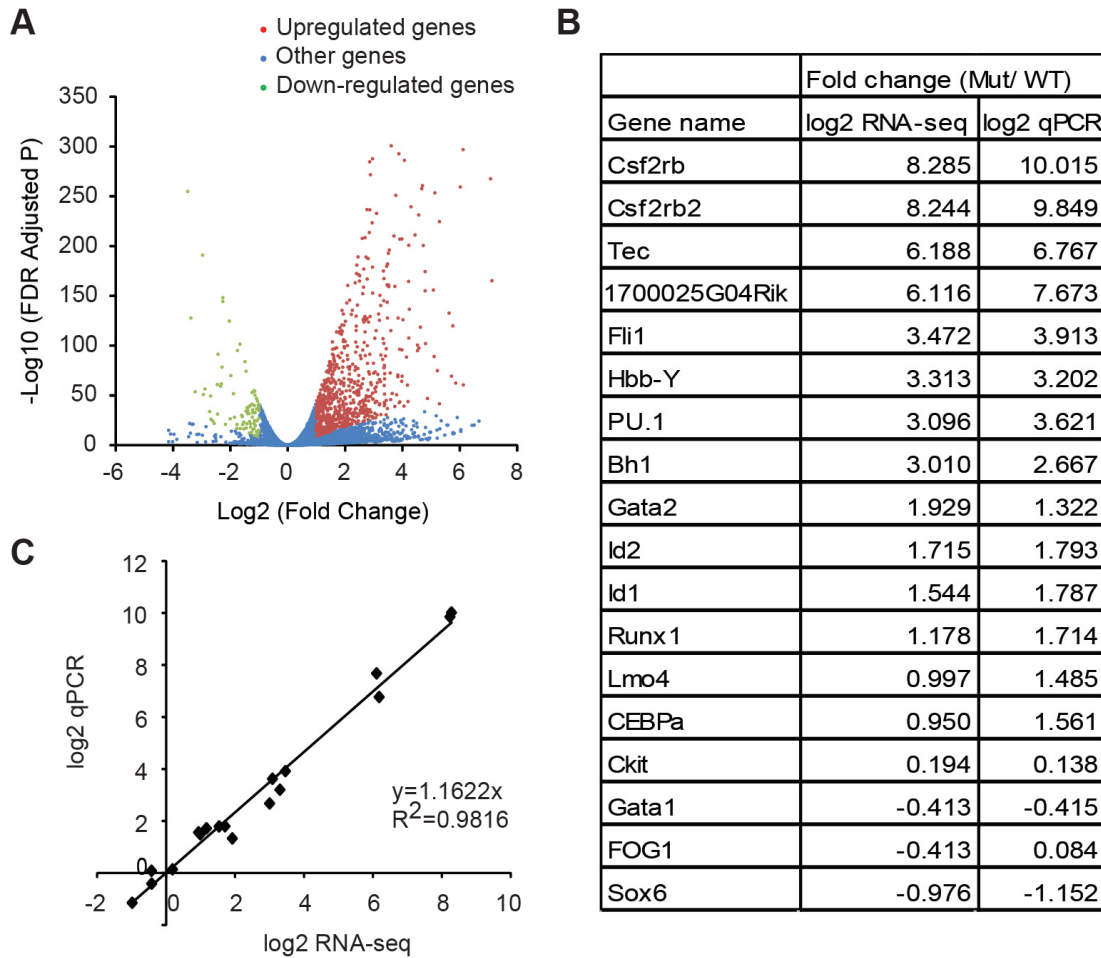 A
Upregulated genes
Other genes
Down-regulated genes
350
300
250
200
150
100
50
0
-Log10 (FDR Adjusted P)
-6 -4 -2 0 2 4 6 8
Log2 (Fold Change)
B
Fold change (Mut/ WT)
Gene name log2 RNA-seq log2 qPCR
Csf2rb 8.285 10.015
Csf2rb2 8.244 9.849
Tec 6.188 6.767
1700025G04Rik 6.116 7.673
Fli1 3.472 3.913
Hbb-Y 3.313 3.202
PU.1 3.096 3.621
Bh1 3.010 2.667
Gata2 1.929 1.322
Id2 1.715 1.793
Id1 1.544 1.787
Runx1 1.178 1.714
Lmo4 0.997 1.485
CEBPa 0.950 1.561
Ckit 0.194 0.138
Gata1 -0.413 -0.415
FOG1 -0.413 0.084
Sox6 -0.976 -1.152
C
12
10
8
6
4
2
0
log2 qPCR
y=1.1622x
R²=0.9816
-2 0 2 4 6 8 10
log2 RNA-seq